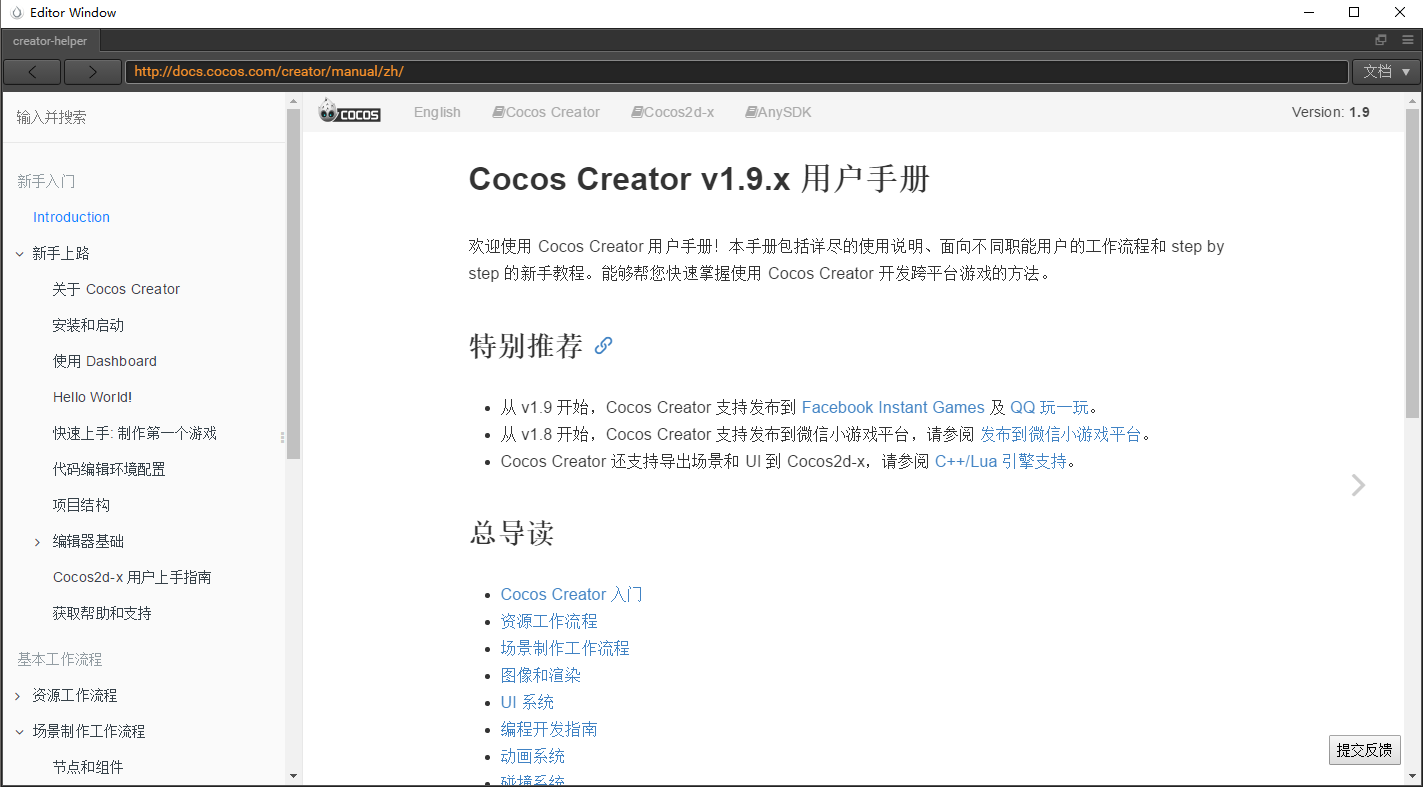 Editor Window
creator-helper
http://docs.cocos.com/creator/manual/zh/
文档
输入并搜索
新手入门
Introduction
新手上路
关于 Cocos Creator
安装和启动
使用 Dashboard
Hello World!
快速上手: 制作第一个游戏
代码编辑环境配置
项目结构
编辑器基础
Cocos2d-x 用户上手指南
获取帮助和支持
基本工作流程
资源工作流程
场景制作工作流程
节点和组件
COCOS
English
Cocos Creator
Cocos2d-x
AnySDK
Version: 1.9
Cocos Creator v1.9.x 用户手册
欢迎使用 Cocos Creator 用户手册！本手册包括详尽的使用说明、面向不同职能用户的工作流程和 step by
step 的新手教程。能够帮您快速掌握使用 Cocos Creator 开发跨平台游戏的方法。
特别推荐
从 v1.9 开始，Cocos Creator 支持发布到 Facebook Instant Games 及 QQ 玩一玩。
从 v1.8 开始，Cocos Creator 支持发布到微信小游戏平台，请参阅 发布到微信小游戏平台。
Cocos Creator 还支持导出场景和 UI 到 Cocos2d-x，请参阅 C++/Lua 引擎支持。
总导读
Cocos Creator 入门
资源工作流程
场景制作工作流程
图像和渲染
UI 系统
编程开发指南
动画系统
碰撞系统
提交反馈